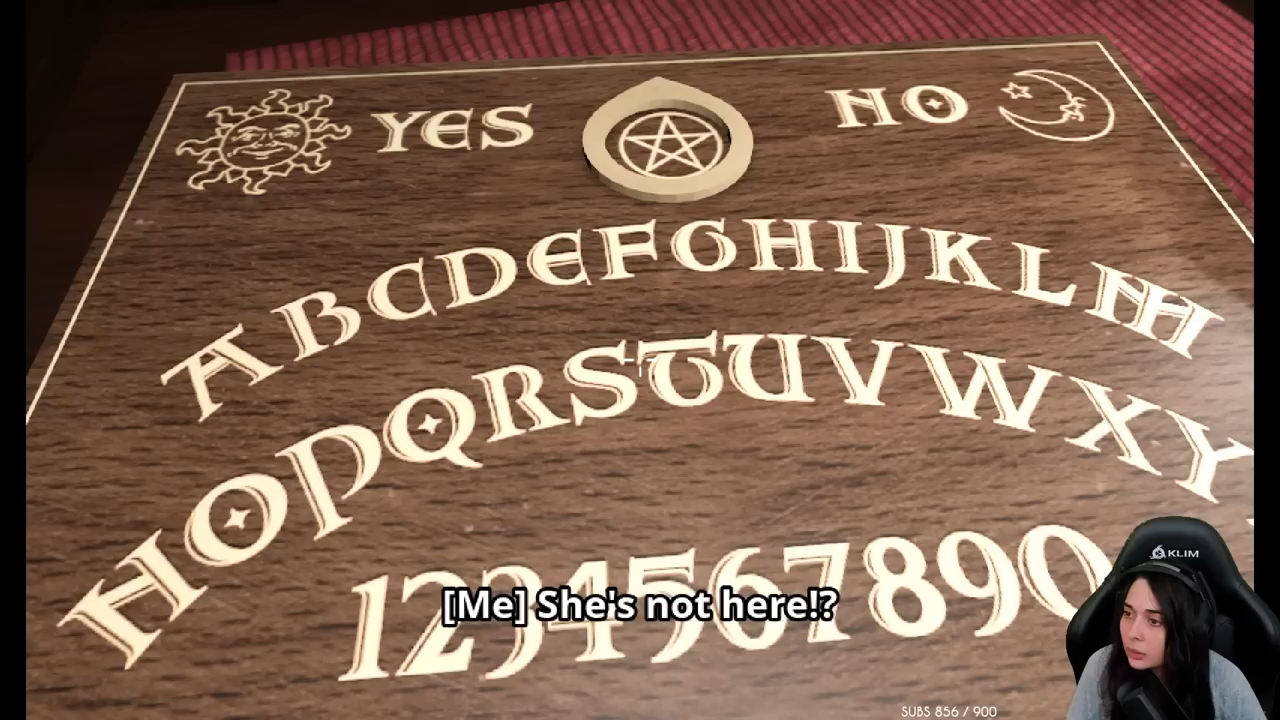 YES NO
ABCDEFGHIJKLM
NOPQRSTUVWXY
1234567890
[Me] She's not here!?
KLIM
SUBS 856 / 900